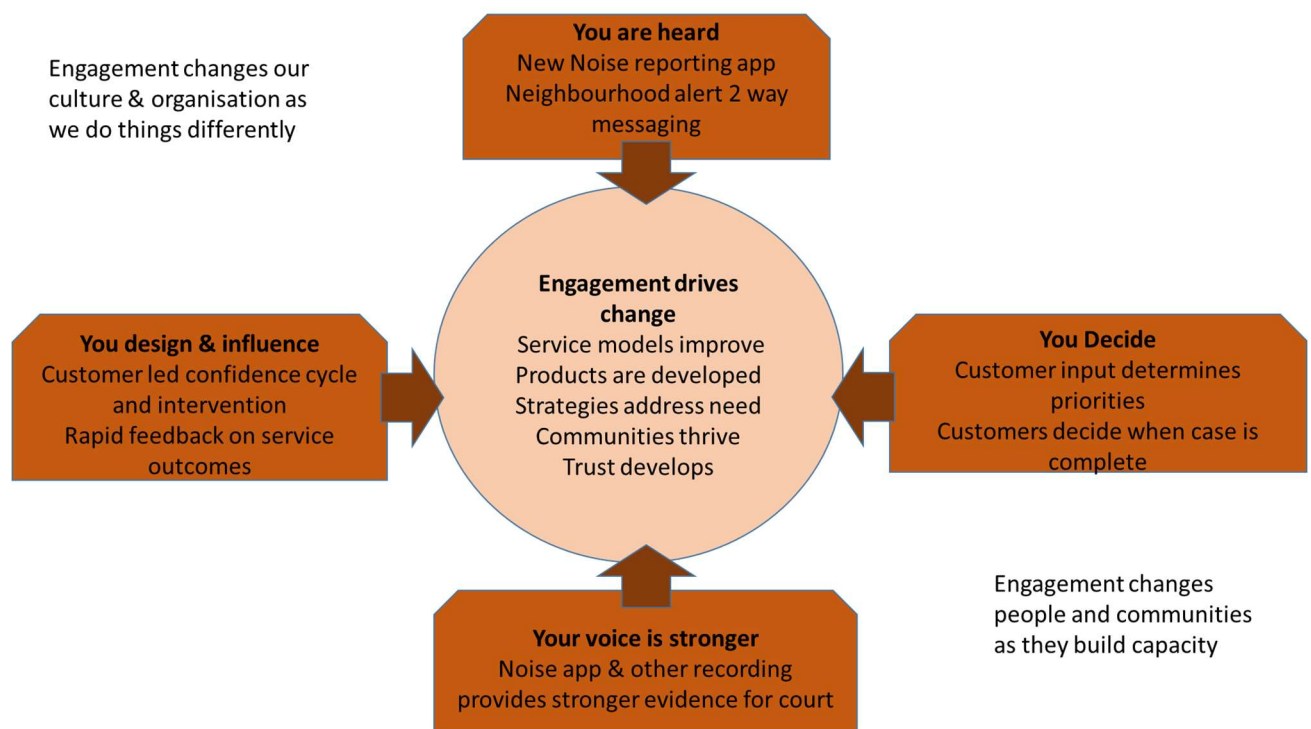 You are heard
New Noise reporting app
Neighbourhood alert 2 way
messaging
Engagement changes our
culture & organisation as
we do things differently
Engagement drives
change
Service models improve
Products are developed
Strategies address need
Communities thrive
Trust develops
You design & influence
Customer led confidence cycle
and intervention
Rapid feedback on service
outcomes
You Decide
Customer input determines
priorities
Customers decide when case is
complete
Your voice is stronger
Noise app & other recording
provides stronger evidence for court
Engagement changes
people and communities
as they build capacity